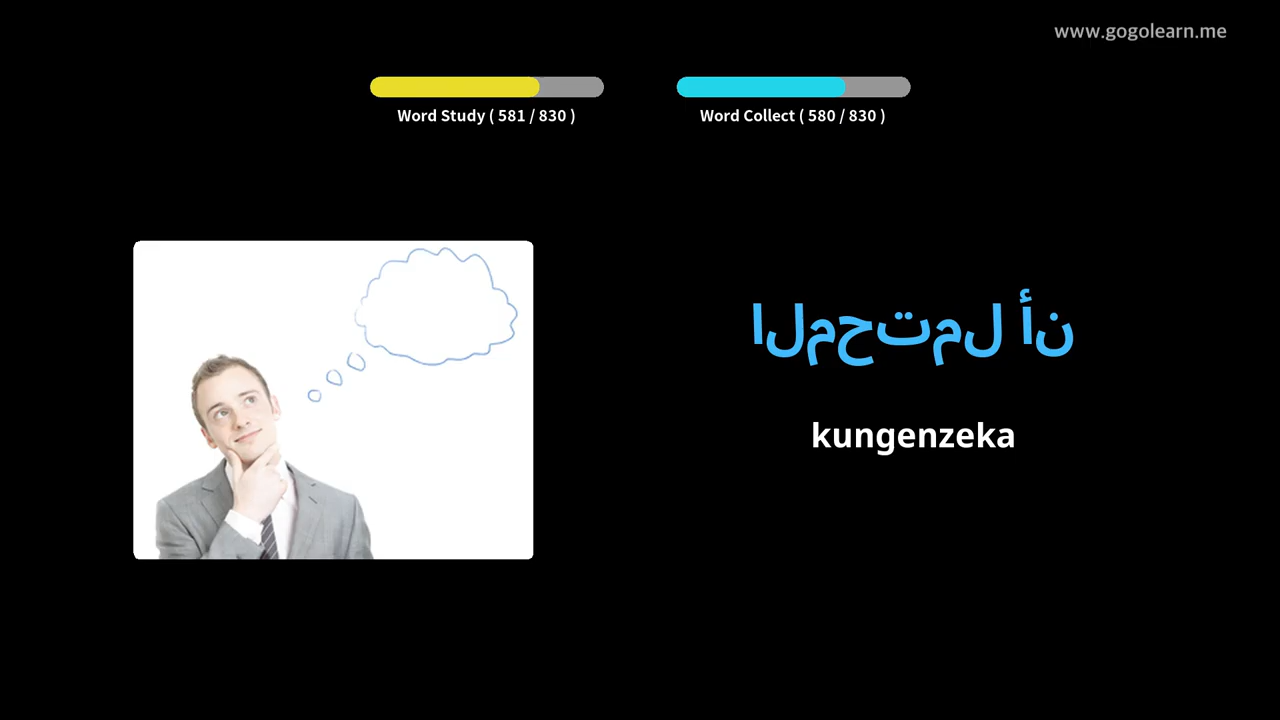 www.gogolearn.me
Word Study ( 581 / 830 )
Word Collect ( 580 / 830 )
المحتمل أن
kungenzeka